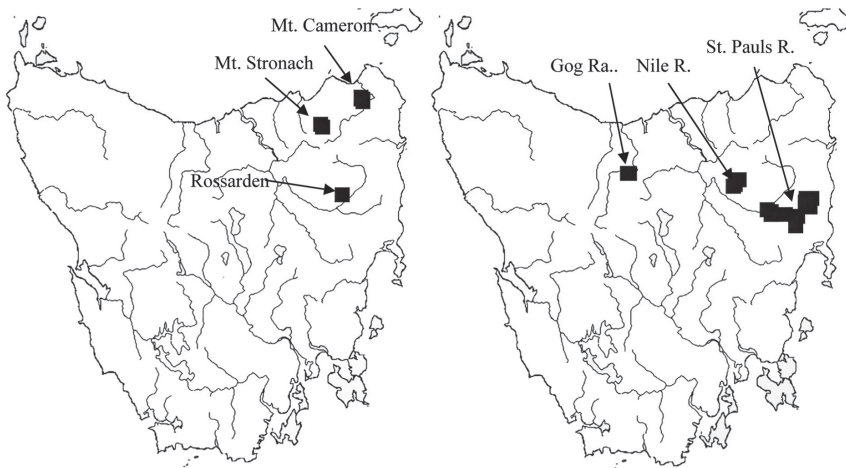 Mt. Cameron
Mt. Stronach
Rossarden
St. Pauls R.
Gog Ra..
Nile R.